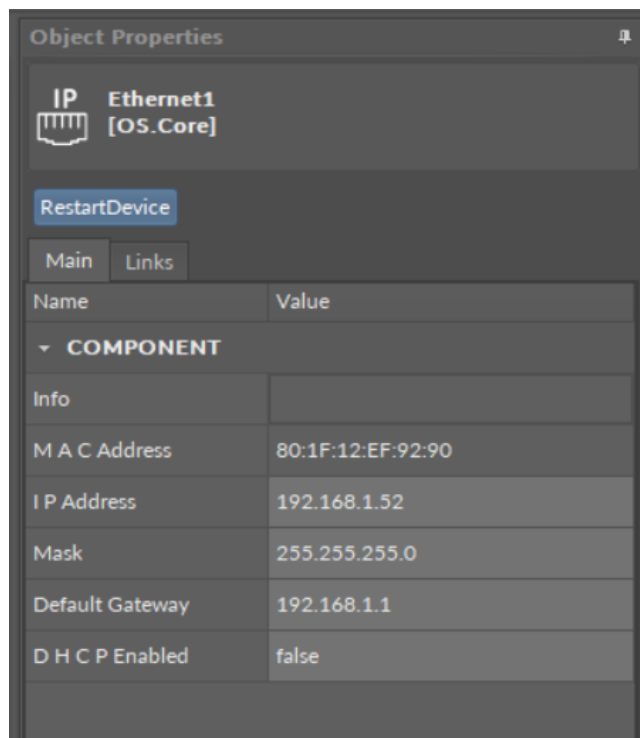 Object Properties
IP
Ethernet1
[OS.Core]
RestartDevice
Main Links
Name Value
COMPONENT
Info
M A C Address 80:1F:12:EF:92:90
I P Address 192.168.1.52
Mask 255.255.255.0
Default Gateway 192.168.1.1
D H C P Enabled false